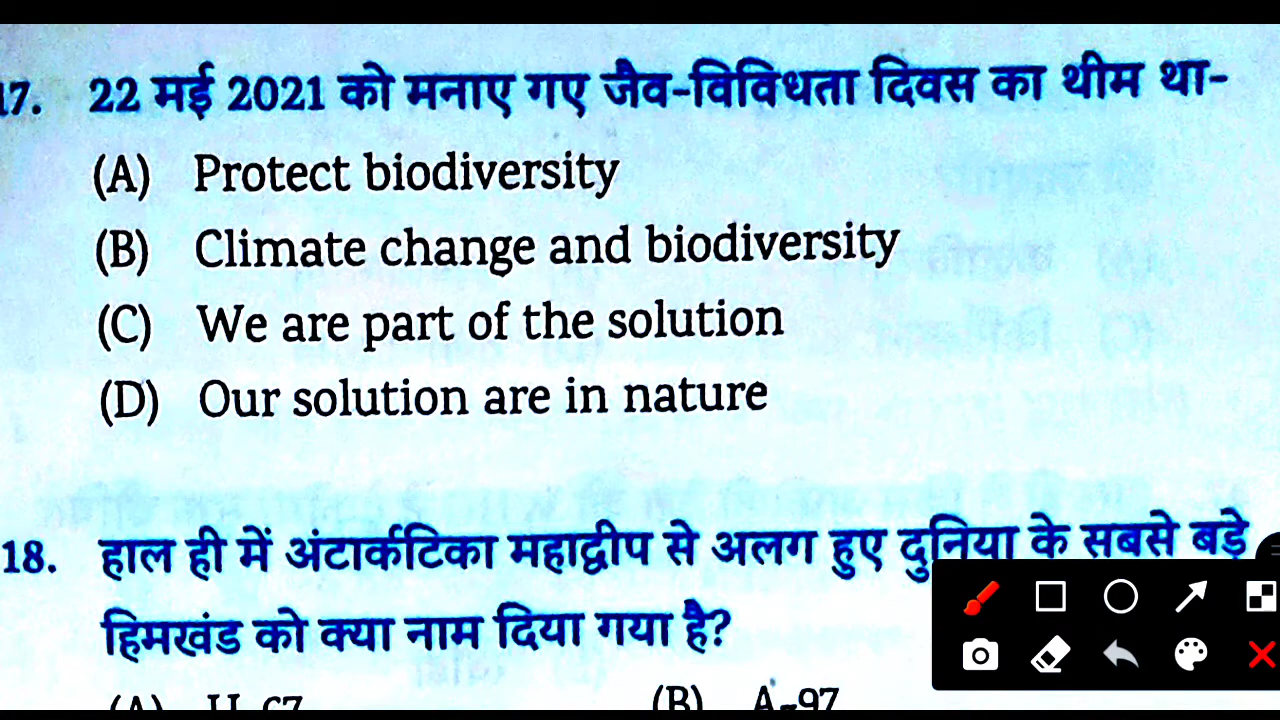 17. 22 मई 2021 को मनाए गए जैव-विविधता दिवस का थीम था-
(A) Protect biodiversity
(B) Climate change and biodiversity
(C) We are part of the solution
(D) Our solution are in nature
18. हाल ही में अंटार्कटिका महाद्वीप से अलग हुए दुनिया के सबसे बड़े
हिमखंड को क्या नाम दिया गया है?
(A) (B) A-97